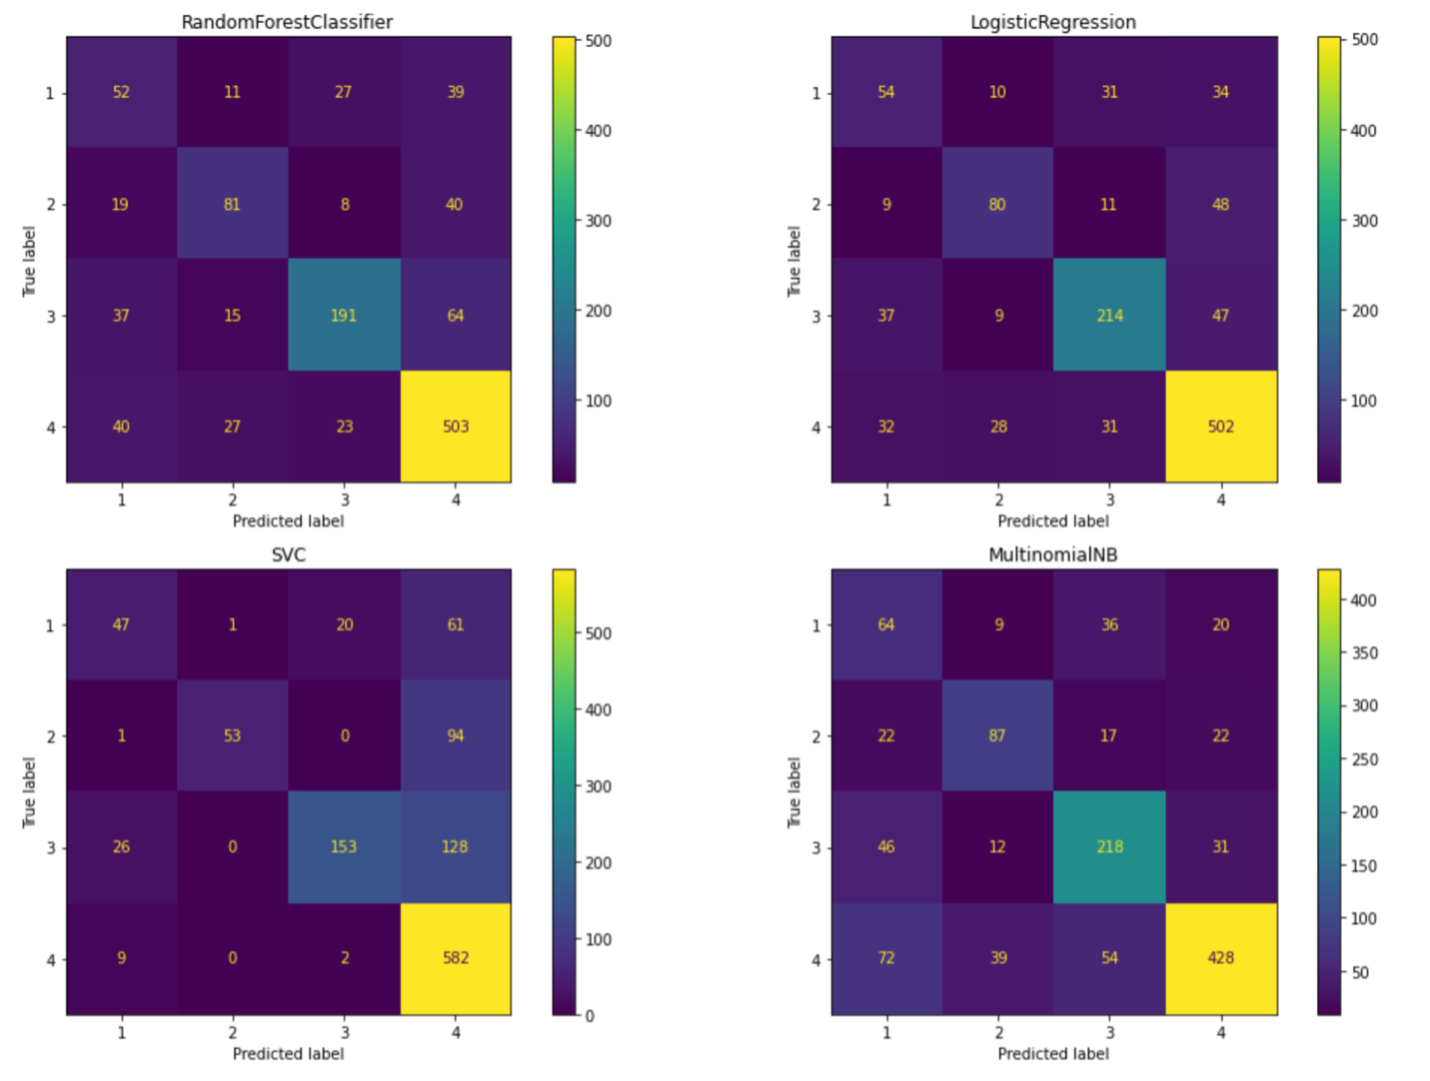 RandomForestClassifier
1 52 11 27 39
2 19 81 8 40
3 37 15 191 64
4 40 27 23 503
1 2 3 4
Predicted label
True label
500
400
300
200
100
LogisticRegression
1 54 10 31 34
2 9 80 11 48
3 37 9 214 47
4 32 28 31 502
1 2 3 4
Predicted label
True label
500
400
300
200
100
SVC
1 47 1 20 61
2 1 53 0 94
3 26 0 153 128
4 9 0 2 582
1 2 3 4
Predicted label
True label
500
400
300
200
100
0
MultinomialNB
1 64 9 36 20
2 22 87 17 22
3 46 12 218 31
4 72 39 54 428
1 2 3 4
Predicted label
True label
400
350
300
250
200
150
100
50